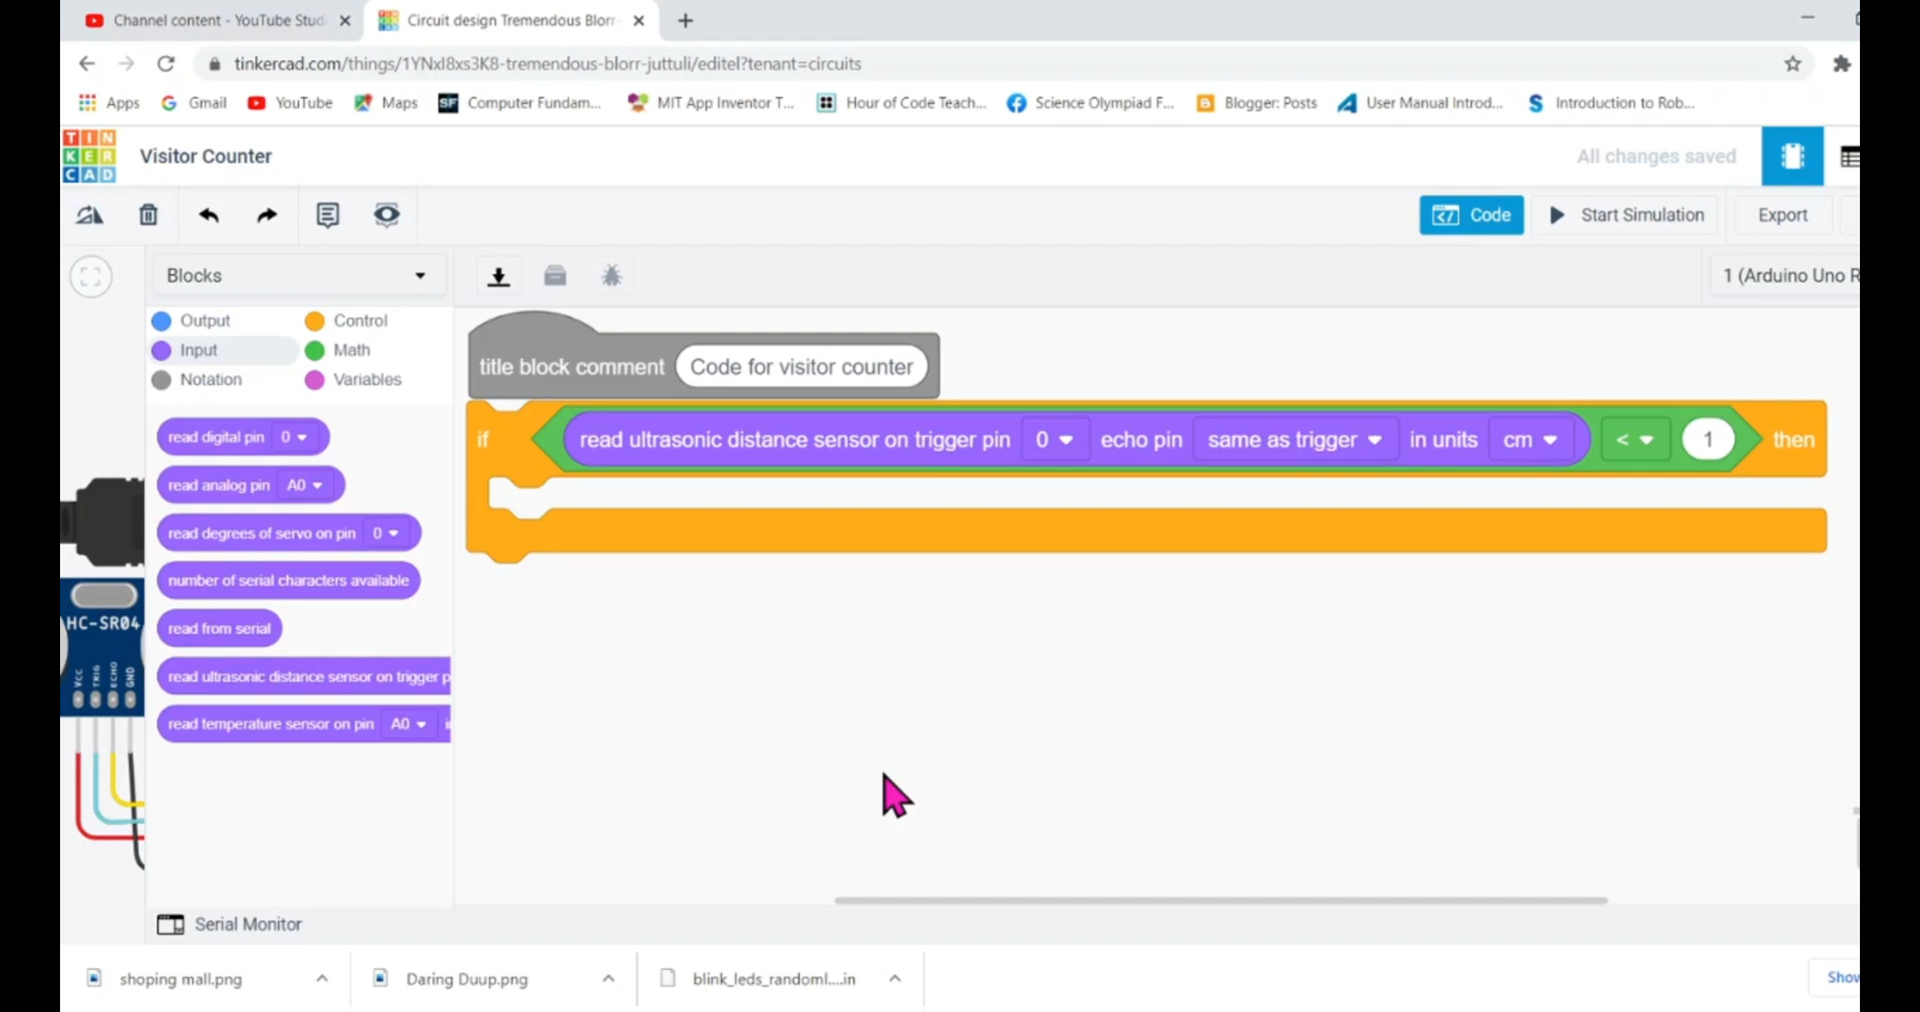 Channel content - YouTube Studi
Circuit design Tremendous Blorr-
tinkercad.com/things/1YNxI8xs3K8-tremendous-blorr-juttuli/editel?tenant=circuits
Apps Gmail YouTube Maps SF Computer Fundam... MIT App Inventor T... Hour of Code Teach... Science Olympiad F... Blogger: Posts User Manual Introd... S Introduction to Rob...
TIN
KER
CAD
Visitor Counter
All changes saved
Code
Start Simulation
Export
Blocks
1 (Arduino Uno R
Output Control
Input Math
Notation Variables
title block comment Code for visitor counter
if read ultrasonic distance sensor on trigger pin 0 echo pin same as trigger in units cm < 1 then
read digital pin 0
read analog pin A0
read degrees of servo on pin 0
number of serial characters available
read from serial
read ultrasonic distance sensor on trigger p
read temperature sensor on pin A0 i
HC-SR04
VCC
TRIG
ECHO
GND
Serial Monitor
shoping mall.png
Daring Duup.png
blink_leds_randoml....in
Show